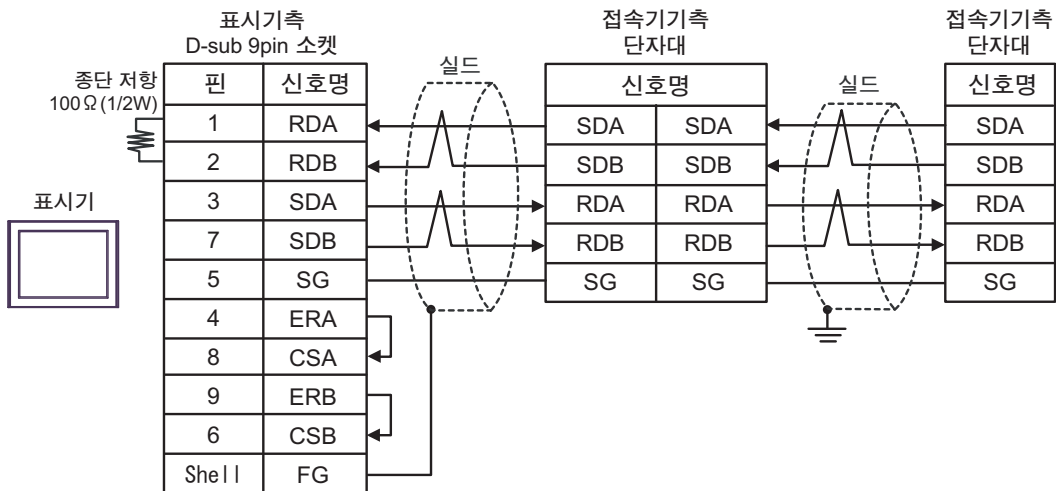 표시기측
D-sub 9pin 소켓
종단 저항
100Ω(1/2W)
핀 신호명
1 RDA
2 RDB
3 SDA
7 SDB
5 SG
4 ERA
8 CSA
9 ERB
6 CSB
Shell FG
표시기
실드
접속기기측
단자대
신호명
SDA SDA
SDB SDB
RDA RDA
RDB RDB
SG SG
실드
접속기기측
단자대
신호명
SDA
SDB
RDA
RDB
SG